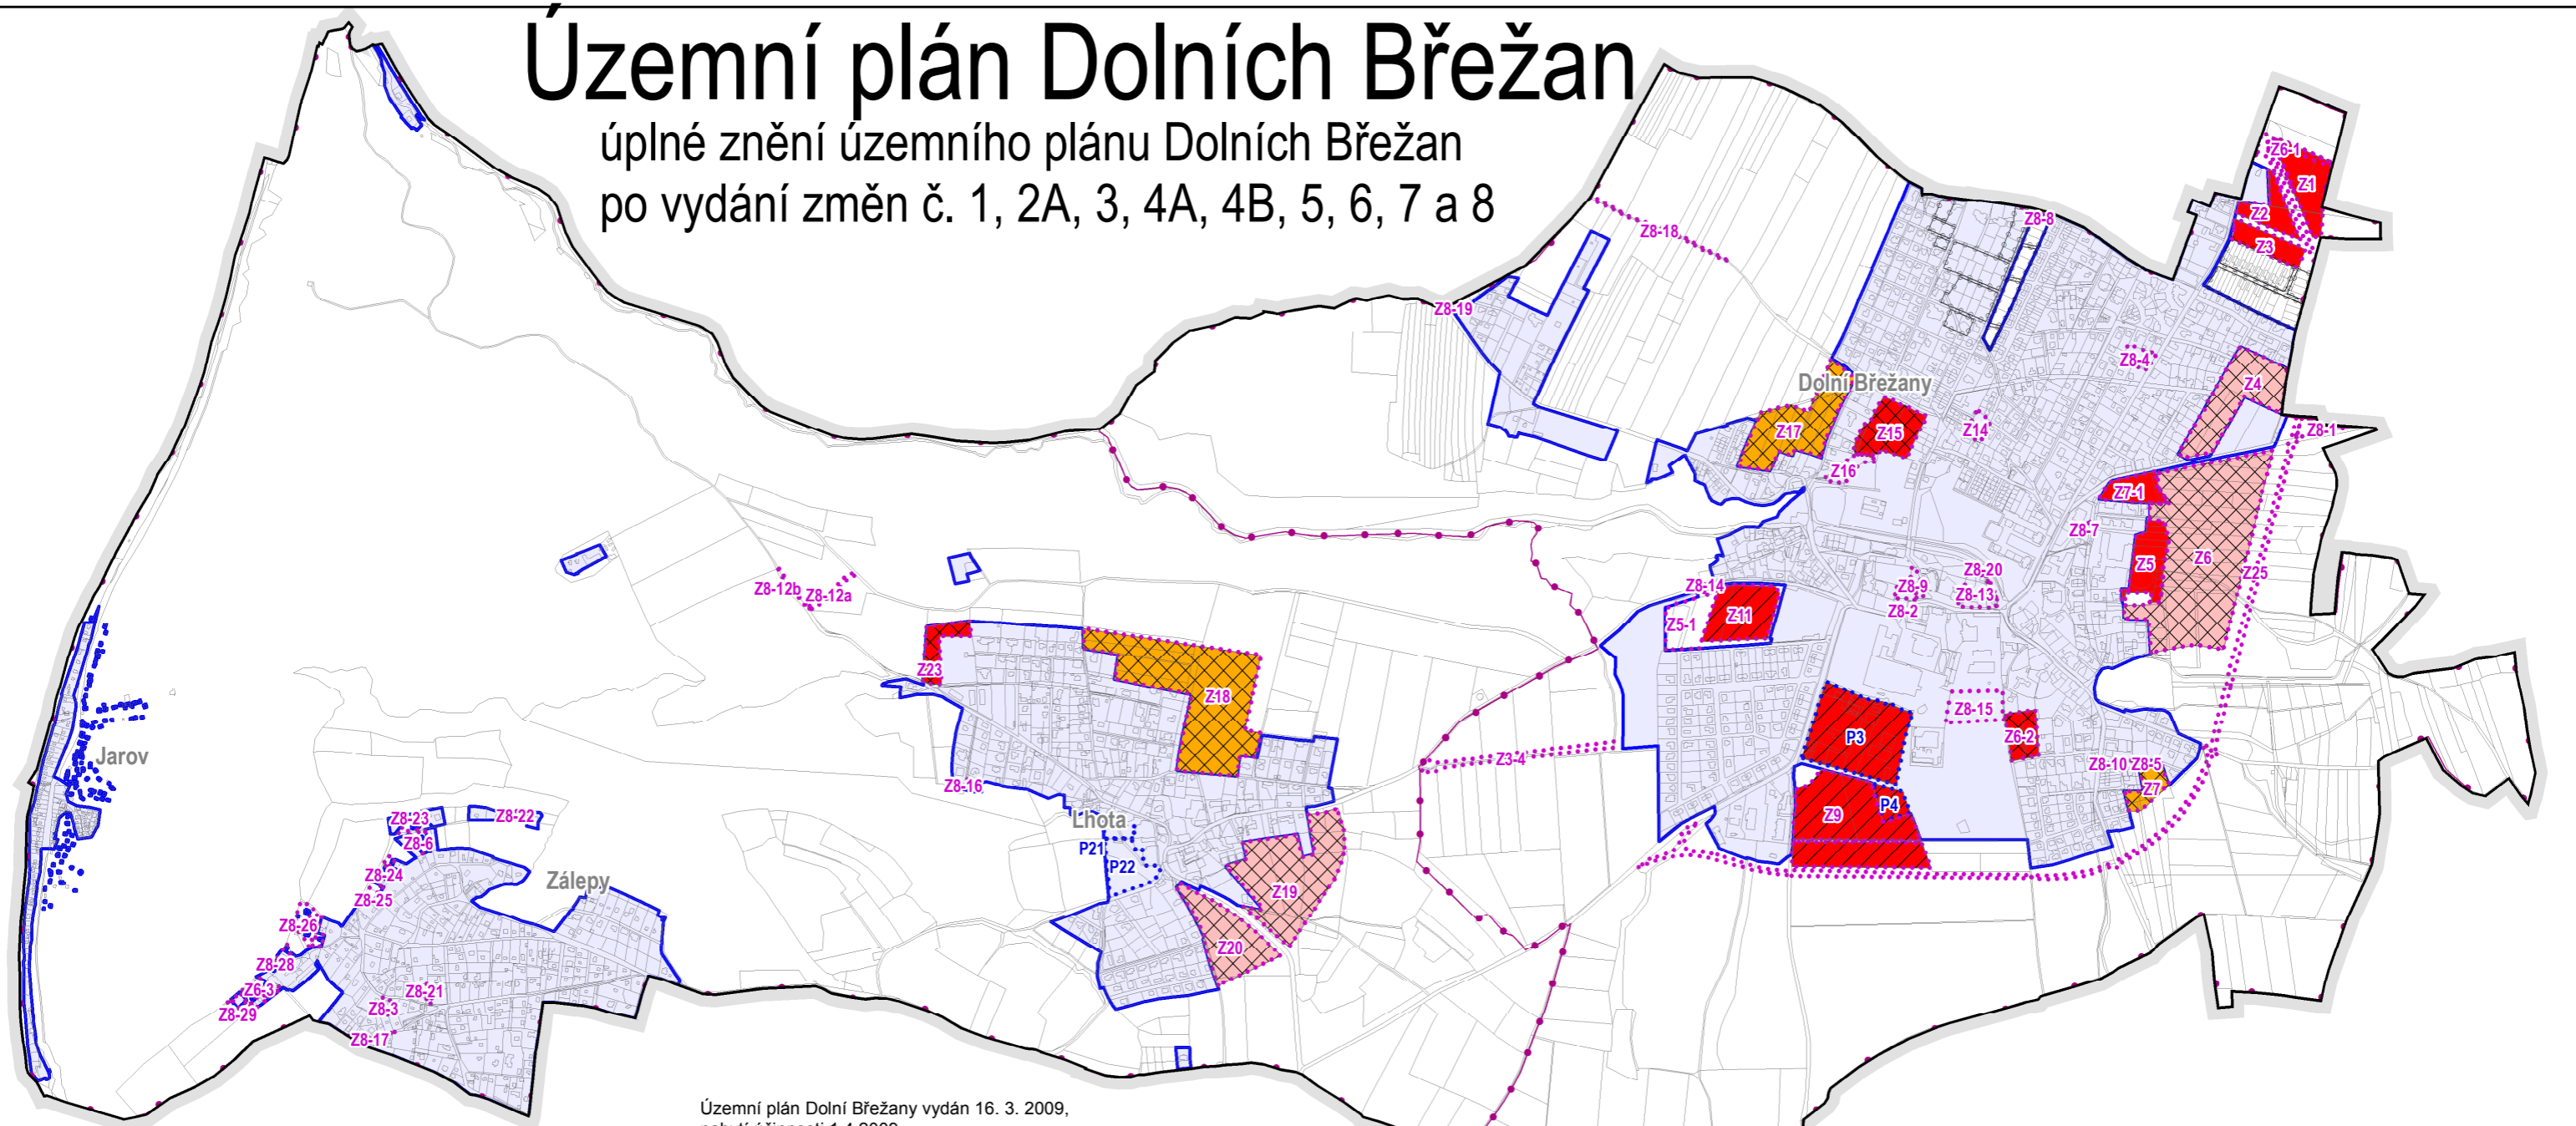 Územní plán Dolních Břežan
úplné znění územního plánu Dolních Břežan
po vydání změn č. 1, 2A, 3, 4A, 4B, 5, 6, 7 a 8
Z6-1
Z1
Z2
Z3
Z8-8
Z8-18
Z8-19
Z8-4
Z4
Dolní Břežany
Z17
Z15
Z14
Z16
Z8-1
Z7-1
Z8-7
Z5
Z6
Z25
Z8-20
Z8-9
Z8-13
Z8-2
Z8-14
Z11
Z5-1
Z8-12b
Z8-12a
Z23
Z18
Z8-15
Z6-2
P3
Z3-4
Z8-10
Z8-5
Z7
P4
Z9
Jarov
Z8-16
Lhota
P21
P22
Z19
Z20
Z8-23
Z8-22
Z8-6
Z8-24
Z8-25
Zálepy
Z8-26
Z8-28
Z6-3
Z8-29
Z8-21
Z8-3
Z8-17
Územní plán Dolní Břežany vydán 16. 3. 2009,